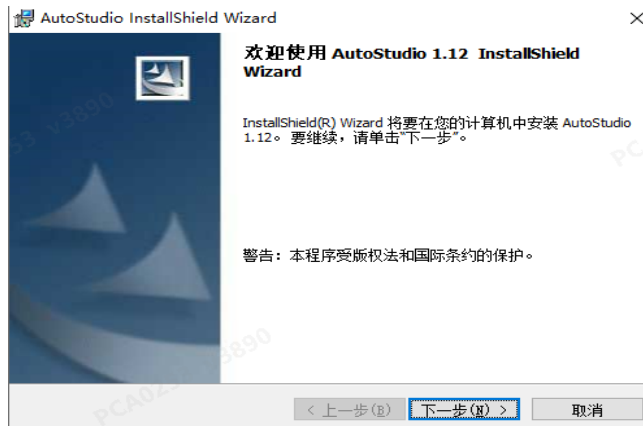 AutoStudio InstallShield Wizard
欢迎使用 AutoStudio 1.12 InstallShield
Wizard
InstallShield(R) Wizard 将要在您的计算机中安装 AutoStudio
1.12。 要继续，请单击“下一步”。
警告：本程序受版权法和国际条约的保护。
< 上一步(B)
下一步(N) >
取消